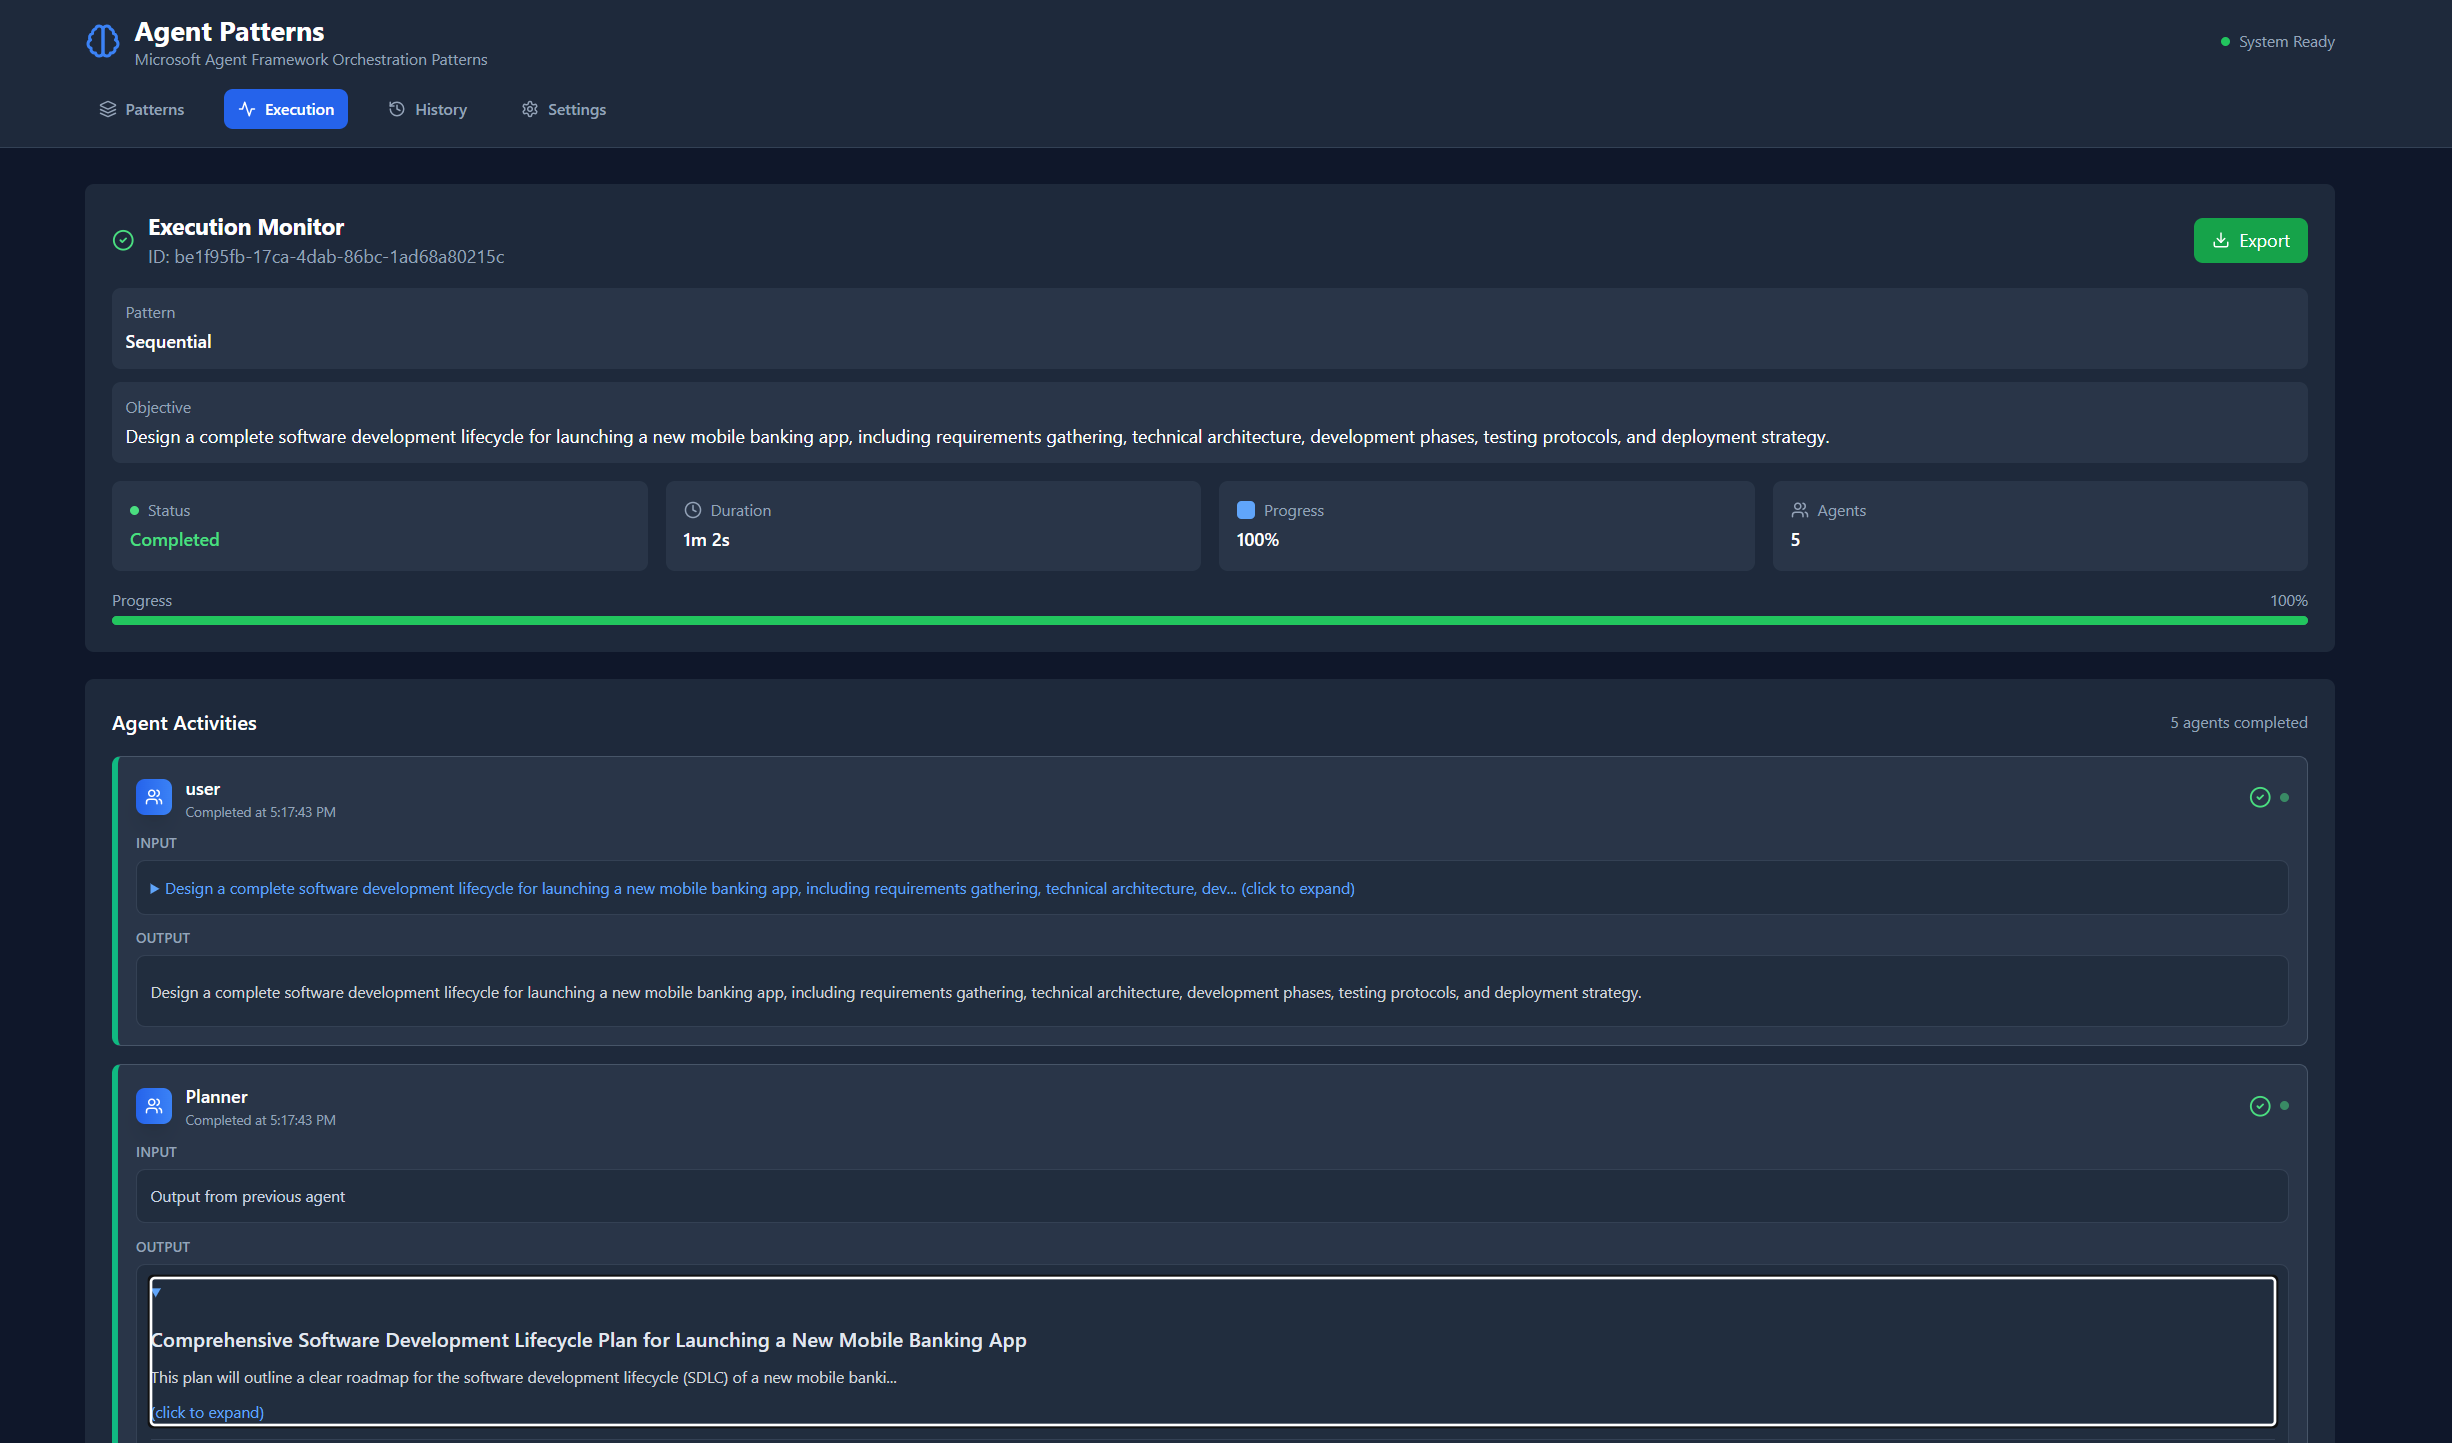 Agent Patterns
Microsoft Agent Framework Orchestration Patterns
System Ready
Patterns
Execution
History
Settings
Execution Monitor
ID: be1f95fb-17ca-4dab-86bc-1ad68a80215c
Export
Pattern
Sequential
Objective
Design a complete software development lifecycle for launching a new mobile banking app, including requirements gathering, technical architecture, development phases, testing protocols, and deployment strategy.
Status
Completed
Duration
1m 2s
Progress
100%
Agents
5
Progress
100%
Agent Activities
5 agents completed
user
Completed at 5:17:43 PM
INPUT
Design a complete software development lifecycle for launching a new mobile banking app, including requirements gathering, technical architecture, dev... (click to expand)
OUTPUT
Design a complete software development lifecycle for launching a new mobile banking app, including requirements gathering, technical architecture, development phases, testing protocols, and deployment strategy.
Planner
Completed at 5:17:43 PM
INPUT
Output from previous agent
OUTPUT
Comprehensive Software Development Lifecycle Plan for Launching a New Mobile Banking App
This plan will outline a clear roadmap for the software development lifecycle (SDLC) of a new mobile banki...
(click to expand)